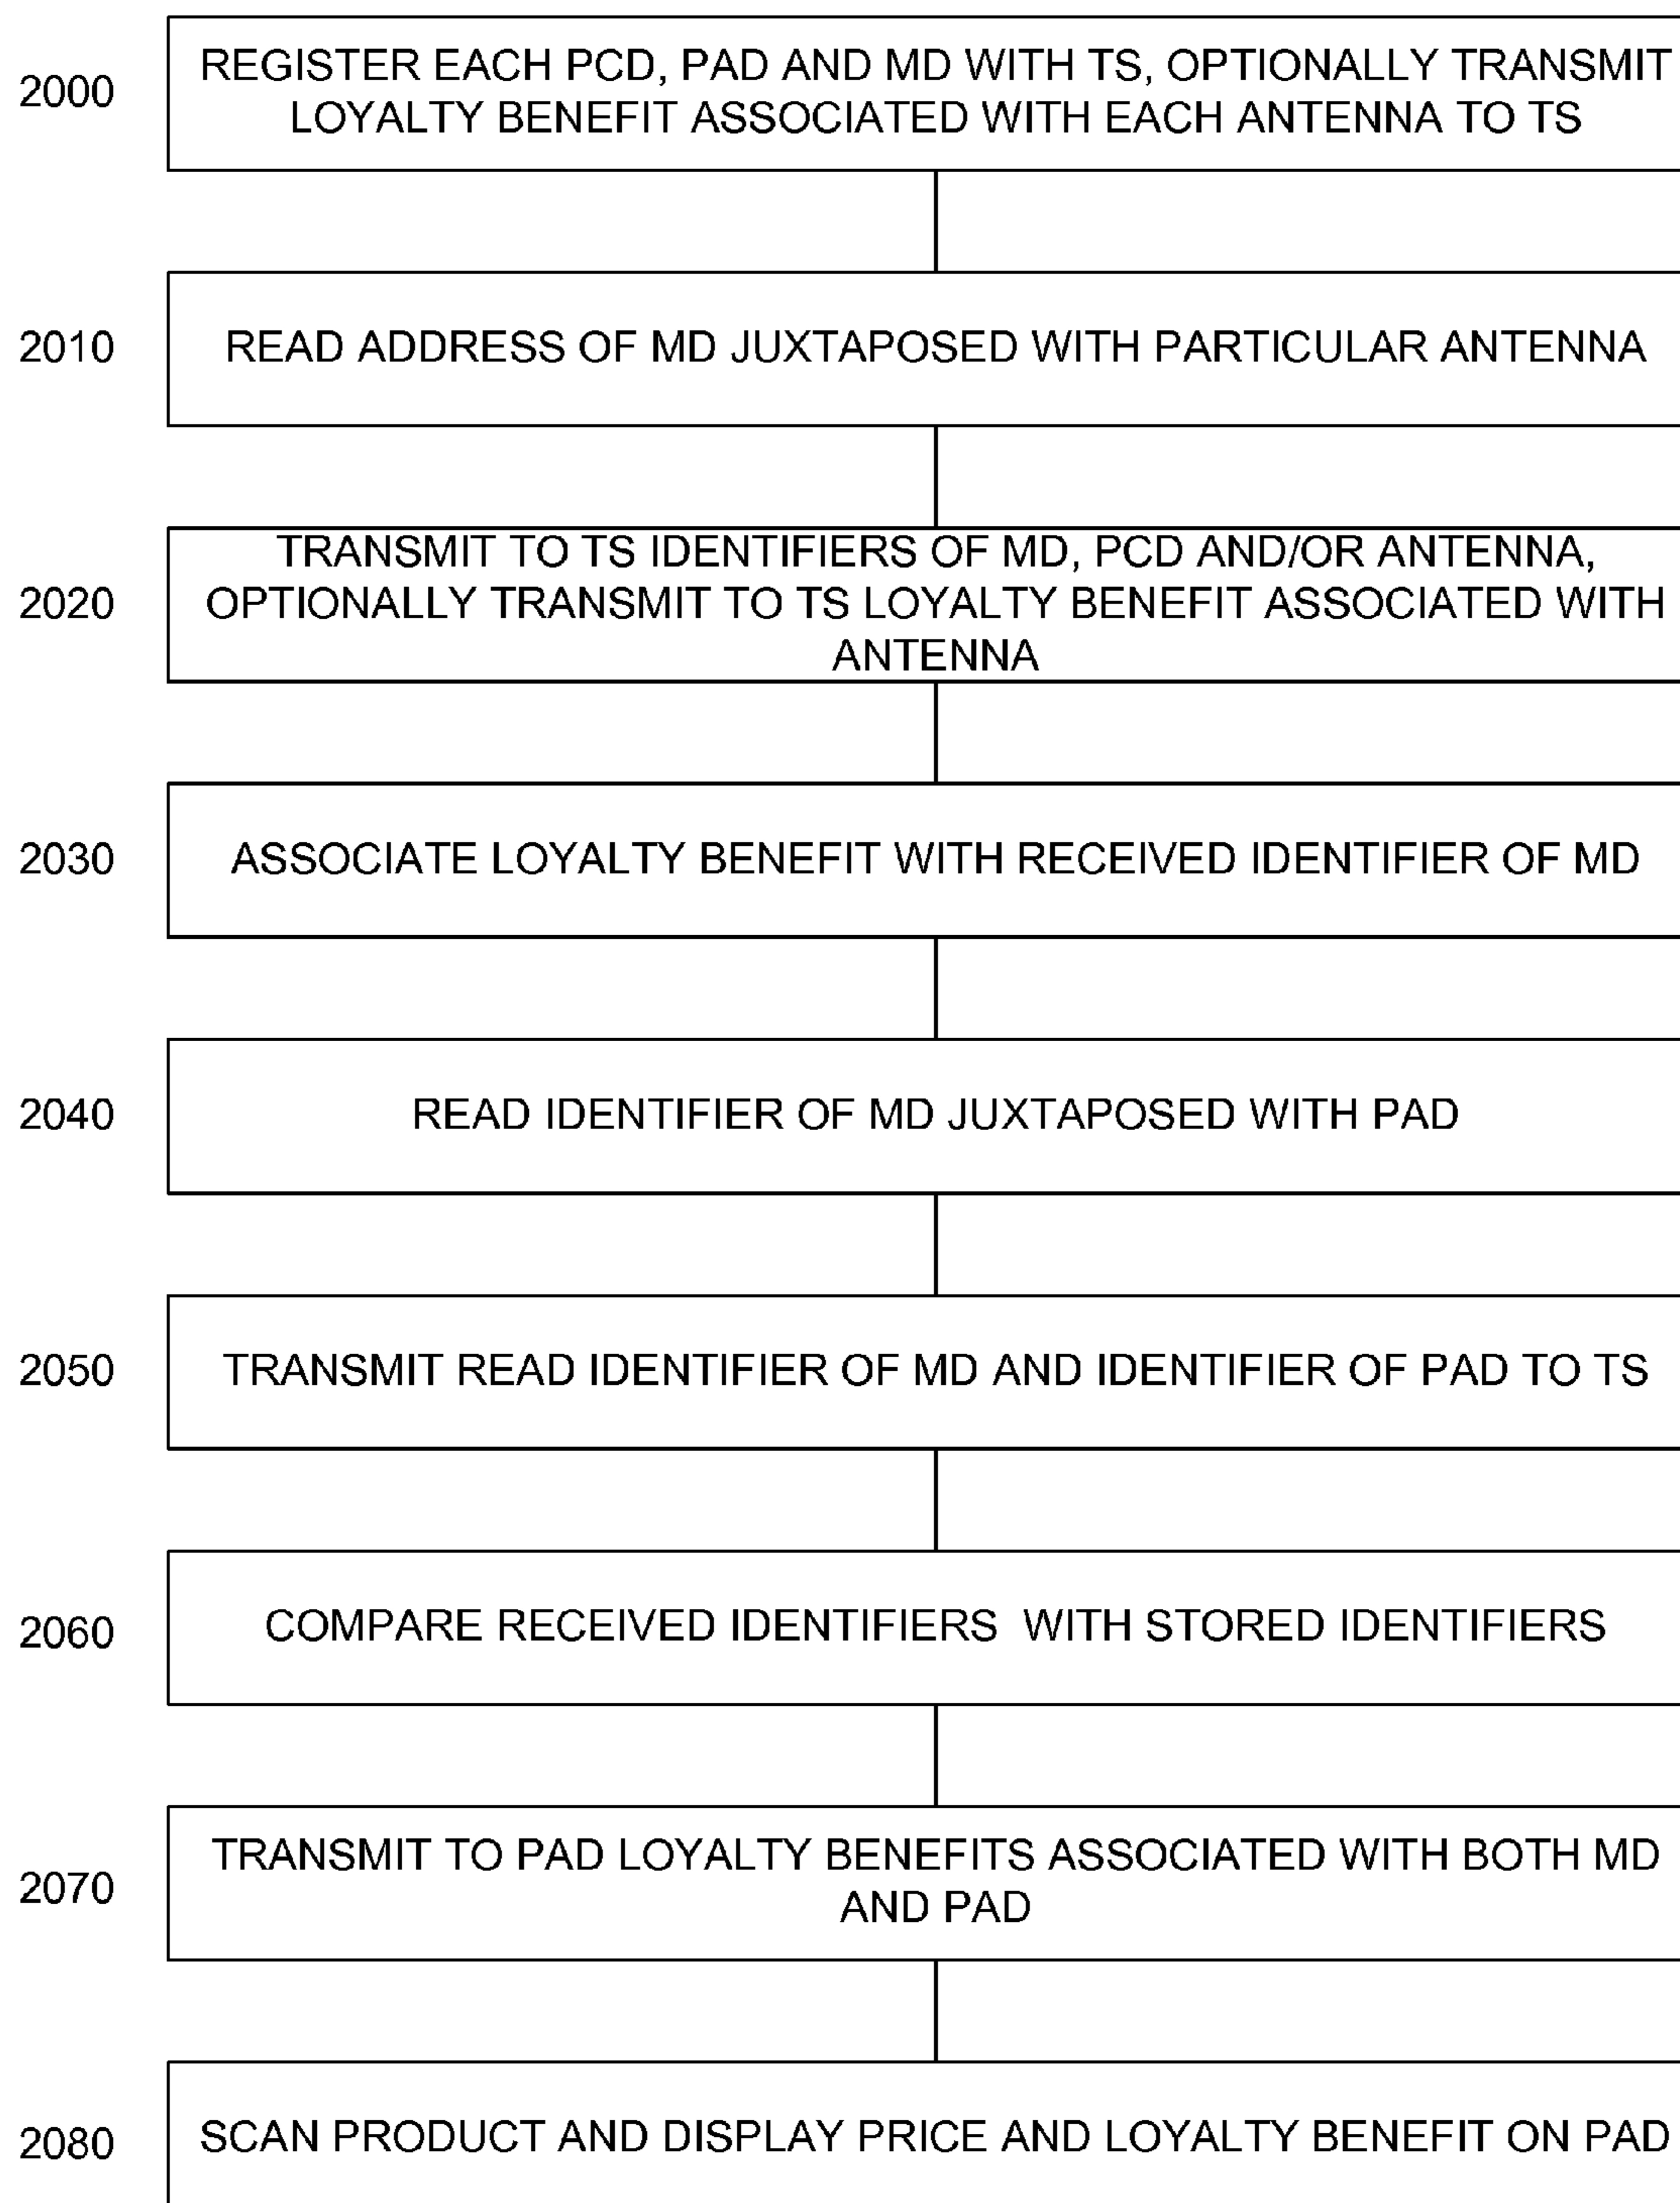 2000
REGISTER EACH PCD, PAD AND MD WITH TS, OPTIONALLY TRANSMIT
LOYALTY BENEFIT ASSOCIATED WITH EACH ANTENNA TO TS
2010
READ ADDRESS OF MD JUXTAPOSED WITH PARTICULAR ANTENNA
2020
TRANSMIT TO TS IDENTIFIERS OF MD, PCD AND/OR ANTENNA,
OPTIONALLY TRANSMIT TO TS LOYALTY BENEFIT ASSOCIATED WITH
ANTENNA
2030
ASSOCIATE LOYALTY BENEFIT WITH RECEIVED IDENTIFIER OF MD
2040
READ IDENTIFIER OF MD JUXTAPOSED WITH PAD
2050
TRANSMIT READ IDENTIFIER OF MD AND IDENTIFIER OF PAD TO TS
2060
COMPARE RECEIVED IDENTIFIERS WITH STORED IDENTIFIERS
2070
TRANSMIT TO PAD LOYALTY BENEFITS ASSOCIATED WITH BOTH MD
AND PAD
2080
SCAN PRODUCT AND DISPLAY PRICE AND LOYALTY BENEFIT ON PAD